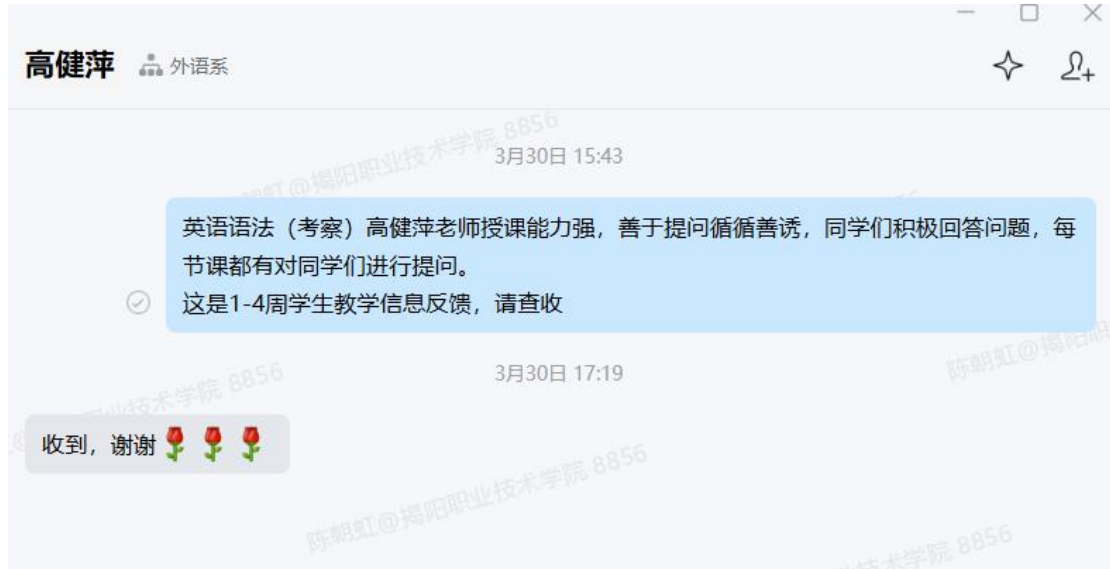 高健萍 外语系
3月30日 15:43
英语语法（考察）高健萍老师授课能力强，善于提问循循善诱，同学们积极回答问题，每
节课都有对同学们进行提问。
这是1-4周学生教学信息反馈，请查收
3月30日 17:19
收到，谢谢🌹🌹🌹
陈朝虹@揭阳职业技术学院 8856